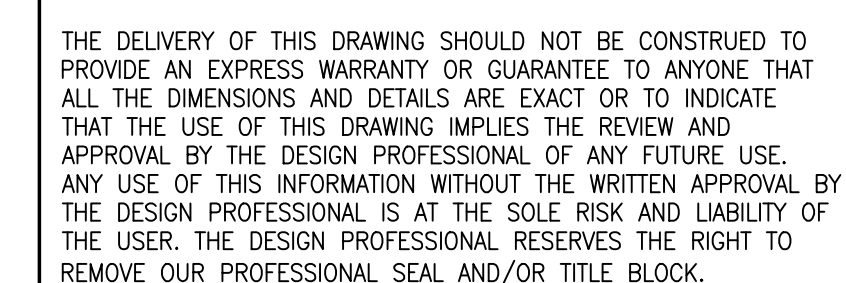 THE DELIVERY OF THIS DRAWING SHOULD NOT BE CONSTRUED TO
PROVIDE AN EXPRESS WARRANTY OR GUARANTEE TO ANYONE THAT
ALL THE DIMENSIONS AND DETAILS ARE EXACT OR TO INDICATE
THAT THE USE OF THIS DRAWING IMPLIES THE REVIEW AND
APPROVAL BY THE DESIGN PROFESSIONAL OF ANY FUTURE USE.
ANY USE OF THIS INFORMATION WITHOUT THE WRITTEN APPROVAL BY
THE DESIGN PROFESSIONAL IS AT THE SOLE RISK AND LIABILITY OF
THE USER. THE DESIGN PROFESSIONAL RESERVES THE RIGHT TO
REMOVE OUR PROFESSIONAL SEAL AND/OR TITLE BLOCK.